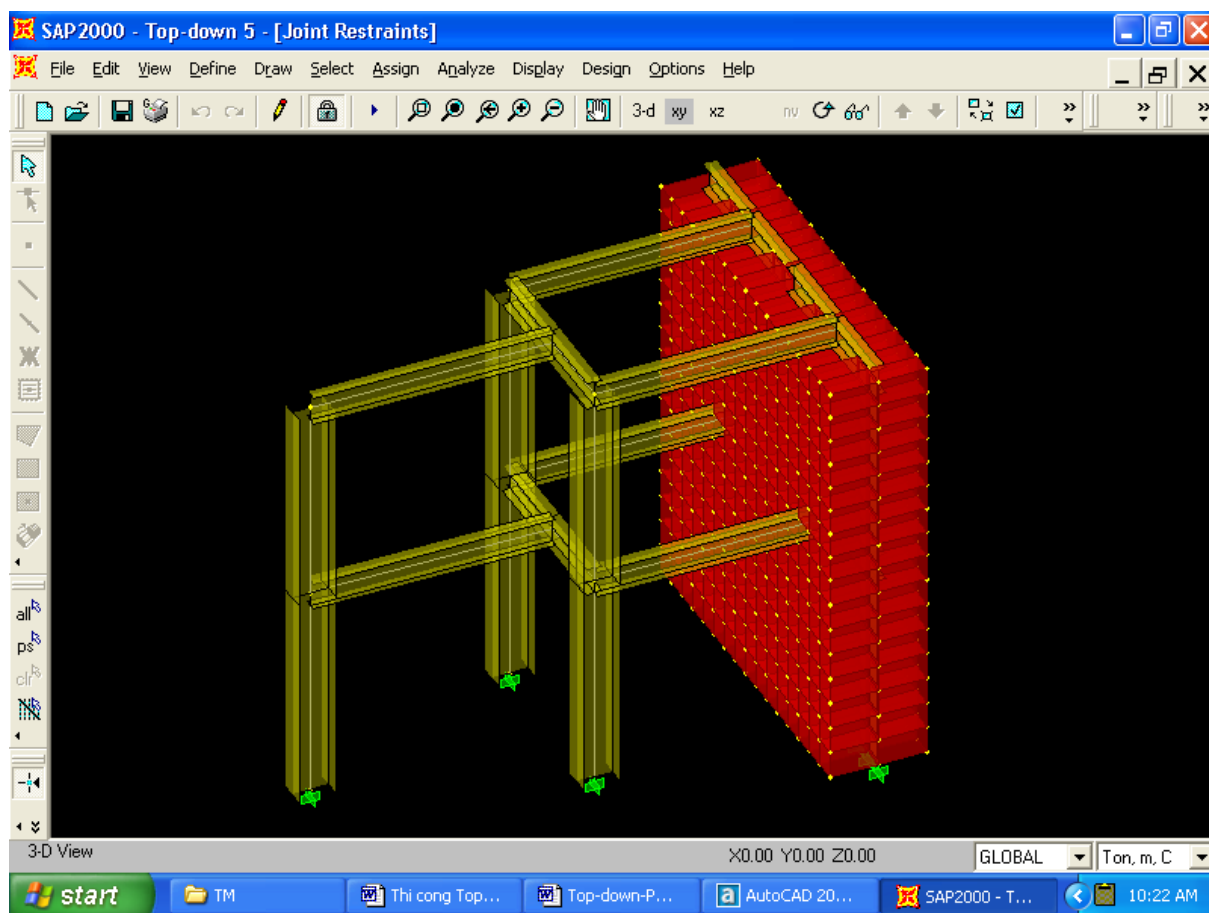 SAP2000 - Top-down 5 - [Joint Restraints]
File Edit View Define Draw Select Assign Analyze Display Design Options Help
3-d xy xz nv
all
ps
clr
3-D View X0.00 Y0.00 Z0.00 GLOBAL Ton, m, C
start TM Thi cong Top... Top-down-P... AutoCAD 20... SAP2000 - T... 10:22 AM